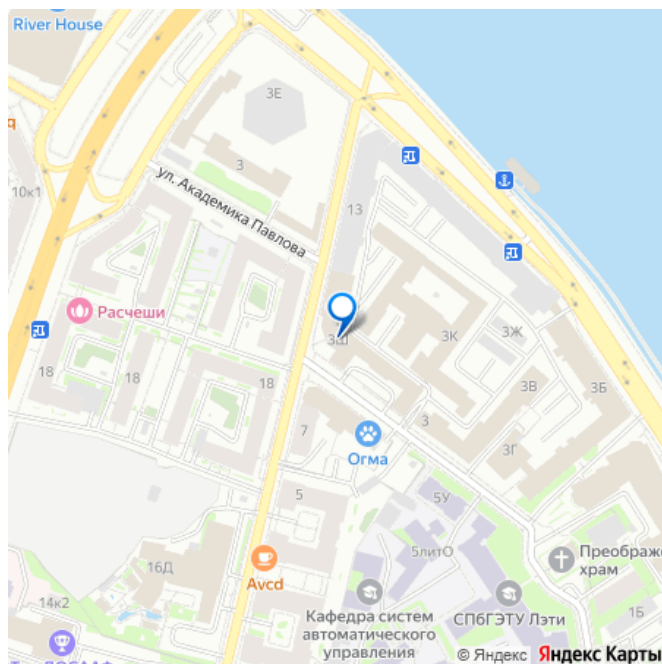 River House
3Е
q
3
10к1
ул. Академика Павлова
13
Расчеши
3Ш
3К
3Ж
18
18
18
3В
3Б
7
3
Огма
3Г
5
5У
5литО
Преображе
храм
16Д
Avcd
14к2
Кафедра систем
автоматического
управления
СПбГЭТУ Лэти
1Б
© Яндекс Яндекс Карты